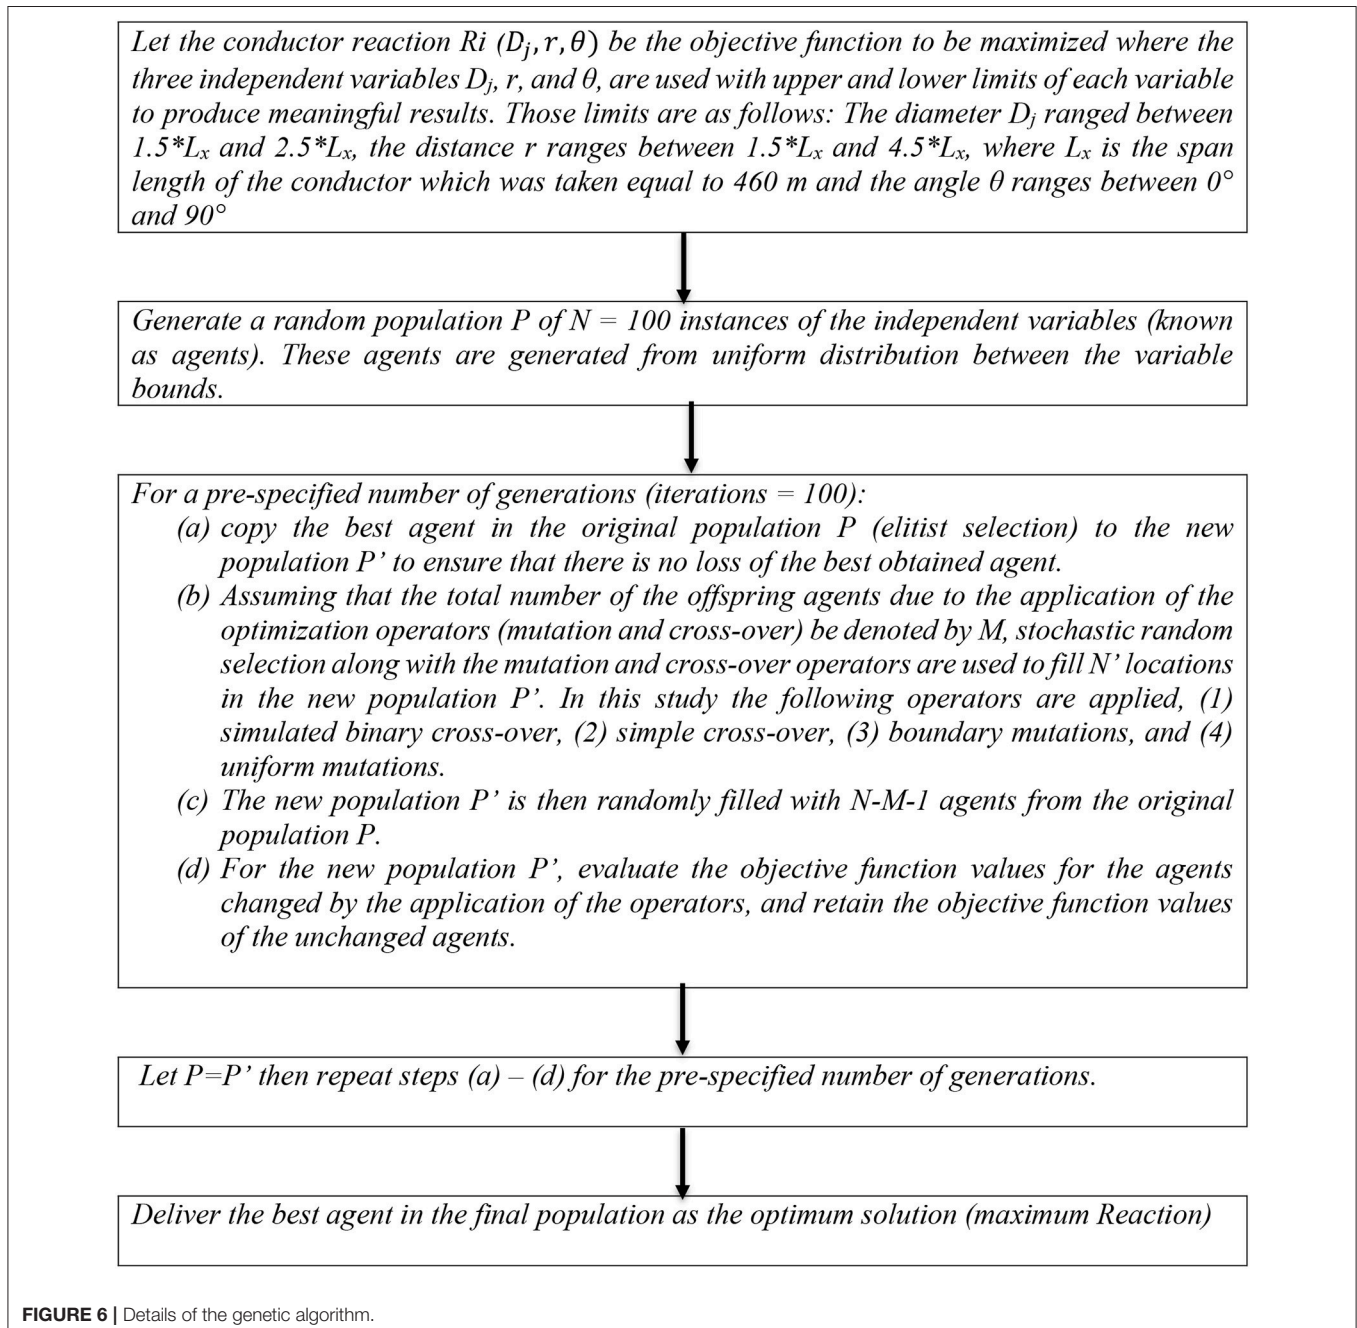 Let the conductor reaction Ri (Dj, r, θ) be the objective function to be maximized where the
three independent variables Dj, r, and θ, are used with upper and lower limits of each variable
to produce meaningful results. Those limits are as follows: The diameter Dj ranged between
1.5*Lx and 2.5*Lx, the distance r ranges between 1.5*Lx and 4.5*Lx, where Lx is the span
length of the conductor which was taken equal to 460 m and the angle θ ranges between 0°
and 90°
Generate a random population P of N = 100 instances of the independent variables (known
as agents). These agents are generated from uniform distribution between the variable
bounds.
For a pre-specified number of generations (iterations = 100):
(a) copy the best agent in the original population P (elitist selection) to the new
population P' to ensure that there is no loss of the best obtained agent.
(b) Assuming that the total number of the offspring agents due to the application of the
optimization operators (mutation and cross-over) be denoted by M, stochastic random
selection along with the mutation and cross-over operators are used to fill N' locations
in the new population P'. In this study the following operators are applied, (1)
simulated binary cross-over, (2) simple cross-over, (3) boundary mutations, and (4)
uniform mutations.
(c) The new population P' is then randomly filled with N-M-1 agents from the original
population P.
(d) For the new population P', evaluate the objective function values for the agents
changed by the application of the operators, and retain the objective function values
of the unchanged agents.
Let P=P' then repeat steps (a) – (d) for the pre-specified number of generations.
Deliver the best agent in the final population as the optimum solution (maximum Reaction)
FIGURE 6 | Details of the genetic algorithm.